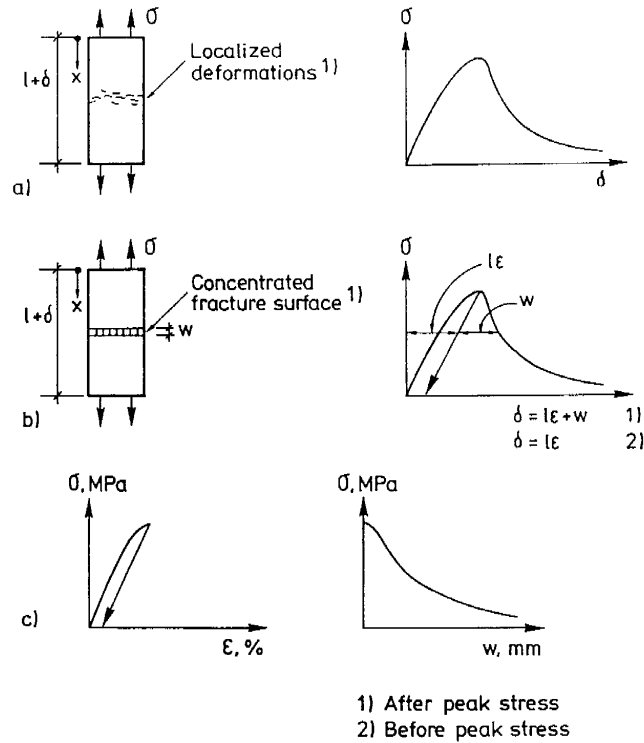 σ
Localized
deformations 1)
l+δ
x
a)
σ
δ
σ
Concentrated
fracture surface 1)
l+δ
x
w
b)
σ
lε
w
δ = lε + w 1)
δ = lε 2)
σ, MPa
c)
ε, %
σ, MPa
w, mm
1) After peak stress
2) Before peak stress